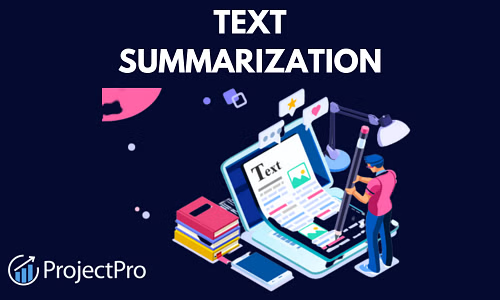 TEXT
SUMMARIZATION
Text
ProjectPro